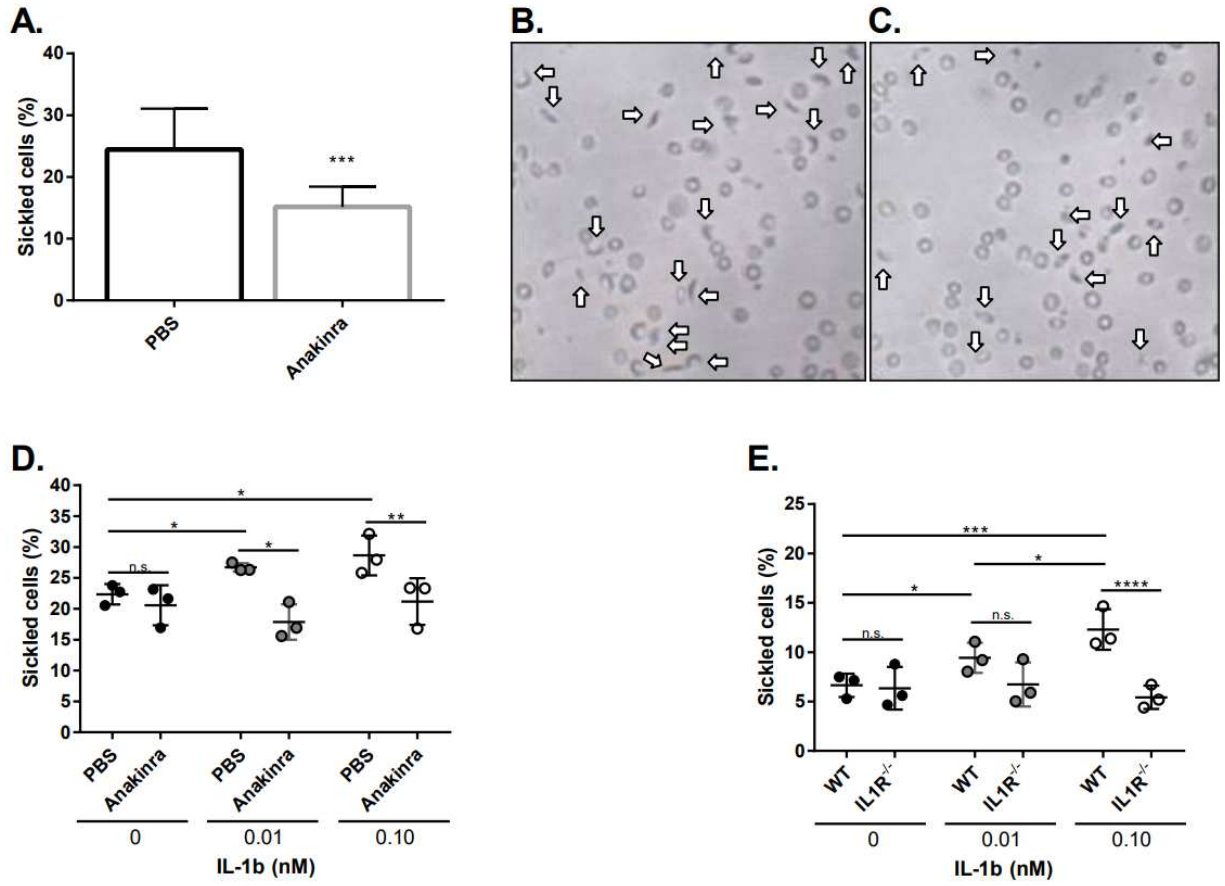 A.
40
30
20
10
0
Sickled cells (%)
***
PBS
Anakinra
B.
C.
D.
40
35
30
25
20
15
10
5
0
Sickled cells (%)
*
*
n.s.
*
**
PBS
Anakinra
PBS
Anakinra
PBS
Anakinra
0
0.01
0.10
IL-1b (nM)
E.
25
20
15
10
5
0
Sickled cells (%)
***
*
*
n.s.
n.s.
****
WT
IL1R-/-
WT
IL1R-/-
WT
IL1R-/-
0
0.01
0.10
IL-1b (nM)